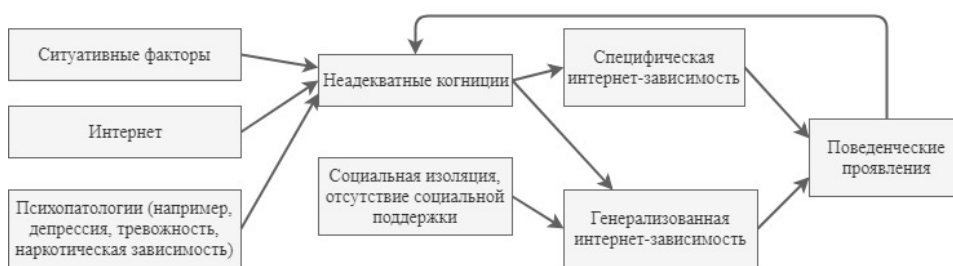 Ситуативные факторы
Интернет
Психопатологии (например,
депрессия, тревожность,
наркотическая зависимость)
Неадекватные когниции
Социальная изоляция,
отсутствие социальной
поддержки
Специфическая
интернет-зависимость
Генерализованная
интернет-зависимость
Поведенческие
проявления